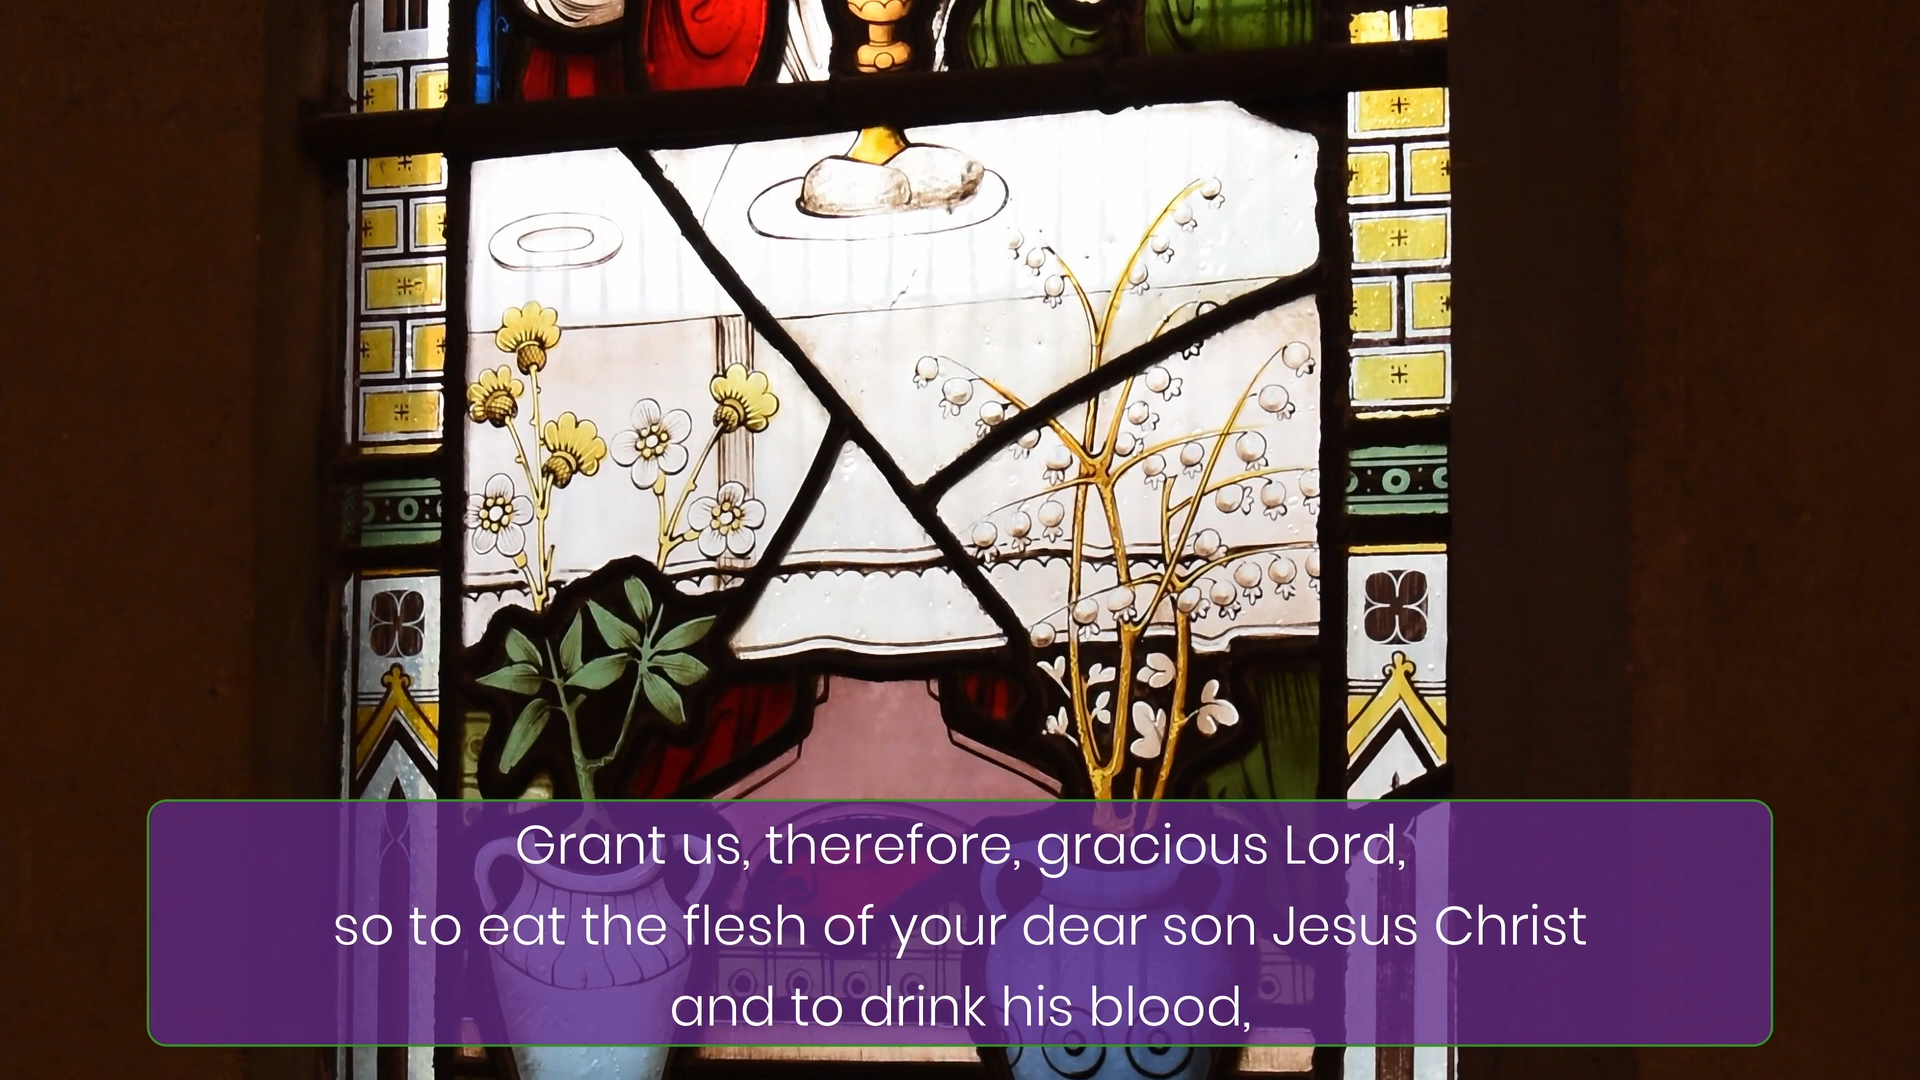 Grant us, therefore, gracious Lord,
so to eat the flesh of your dear son Jesus Christ
and to drink his blood,